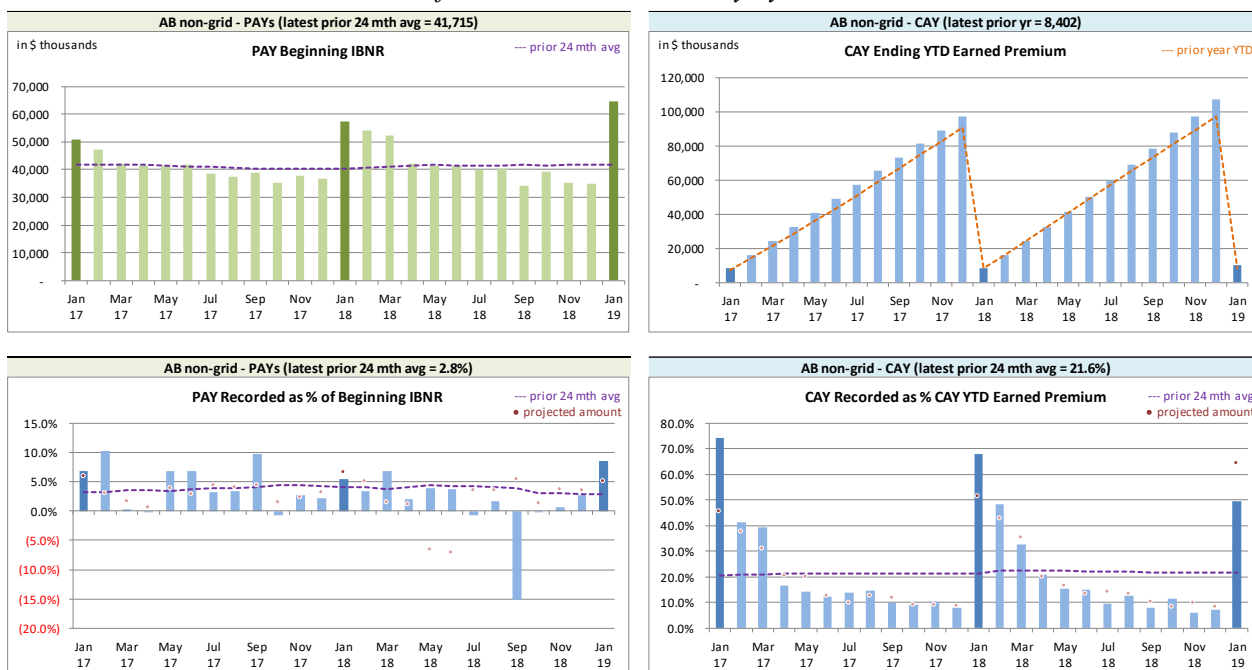 AB non-grid - PAYs (latest prior 24 mth avg = 41,715)
in $ thousands
PAY Beginning IBNR
--- prior 24 mth avg
70,000
60,000
50,000
40,000
30,000
20,000
10,000
-
Jan Mar May Jul Sep Nov Jan Mar May Jul Sep Nov Jan
17 17 17 17 17 17 18 18 18 18 18 18 19
AB non-grid - CAY (latest prior yr = 8,402)
in $ thousands
CAY Ending YTD Earned Premium
--- prior year YTD
120,000
100,000
80,000
60,000
40,000
20,000
-
Jan Mar May Jul Sep Nov Jan Mar May Jul Sep Nov Jan
17 17 17 17 17 17 18 18 18 18 18 18 19
AB non-grid - PAYs (latest prior 24 mth avg = 2.8%)
PAY Recorded as % of Beginning IBNR
--- prior 24 mth avg
• projected amount
15.0%
10.0%
5.0%
0.0%
(5.0%)
(10.0%)
(15.0%)
(20.0%)
Jan Mar May Jul Sep Nov Jan Mar May Jul Sep Nov Jan
17 17 17 17 17 17 18 18 18 18 18 18 19
AB non-grid - CAY (latest prior 24 mth avg = 21.6%)
CAY Recorded as % CAY YTD Earned Premium
--- prior 24 mth avg
• projected amount
80.0%
70.0%
60.0%
50.0%
40.0%
30.0%
20.0%
10.0%
0.0%
Jan Mar May Jul Sep Nov Jan Mar May Jul Sep Nov Jan
17 17 17 17 17 17 18 18 18 18 18 18 19